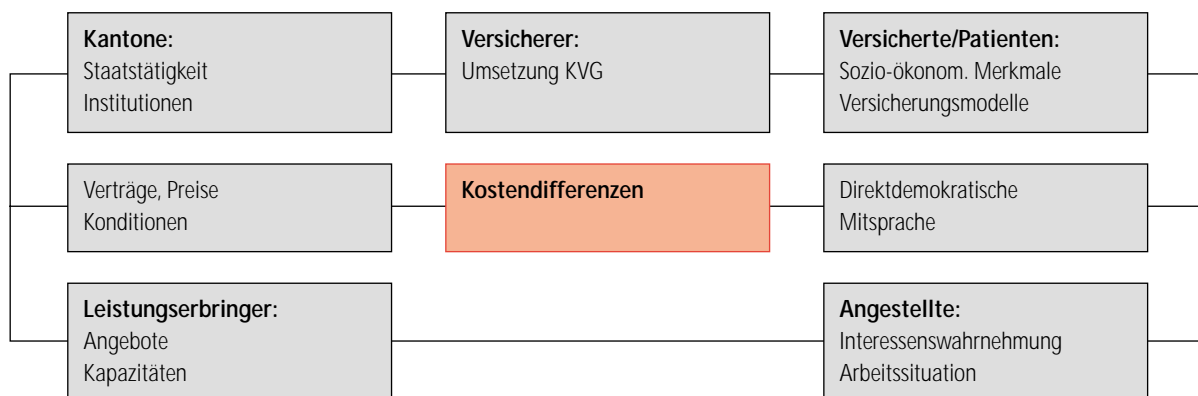 Kantone:
Staatstätigkeit
Institutionen
Versicherer:
Umsetzung KVG
Versicherte/Patienten:
Sozio-ökonom. Merkmale
Versicherungsmodelle
Verträge, Preise
Konditionen
Kostendifferenzen
Direktdemokratische
Mitsprache
Leistungserbringer:
Angebote
Kapazitäten
Angestellte:
Interessenswahrnehmung
Arbeitssituation